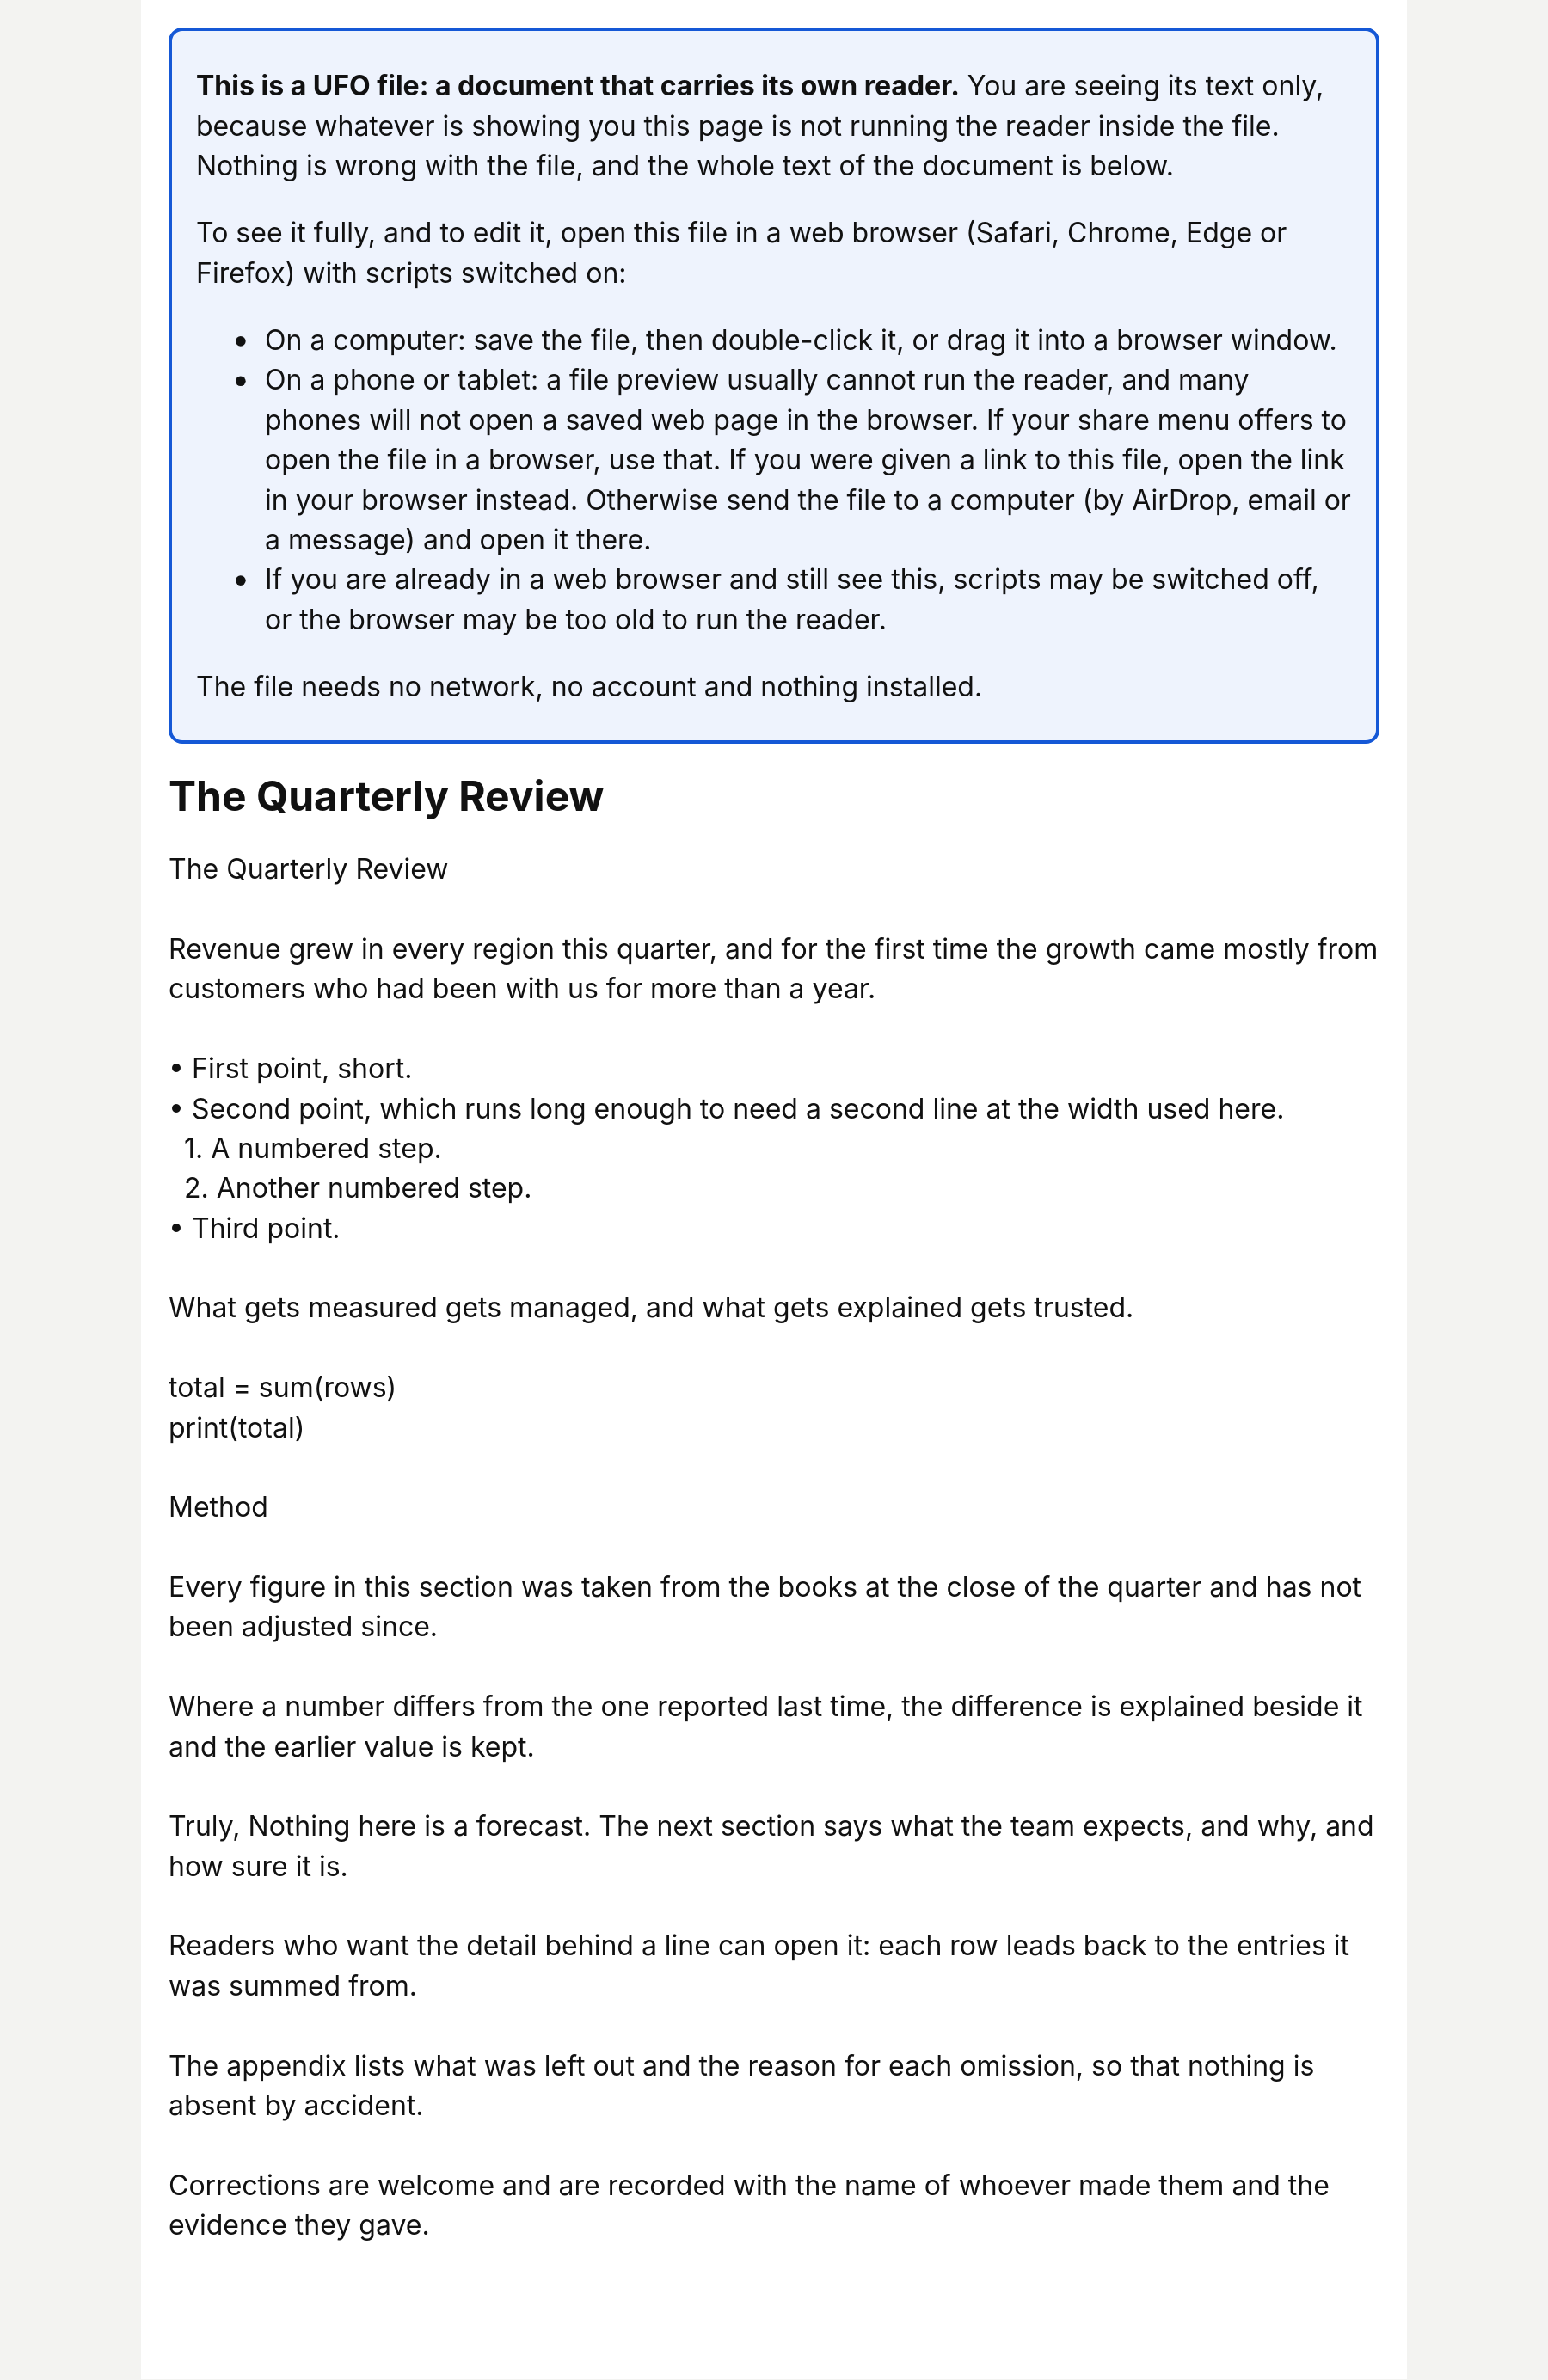 This is a UFO file: a document that carries its own reader. You are seeing its text only,
because whatever is showing you this page is not running the reader inside the file.
Nothing is wrong with the file, and the whole text of the document is below.
To see it fully, and to edit it, open this file in a web browser (Safari, Chrome, Edge or
Firefox) with scripts switched on:
• On a computer: save the file, then double-click it, or drag it into a browser window.
• On a phone or tablet: a file preview usually cannot run the reader, and many
phones will not open a saved web page in the browser. If your share menu offers to
open the file in a browser, use that. If you were given a link to this file, open the link
in your browser instead. Otherwise send the file to a computer (by AirDrop, email or
a message) and open it there.
• If you are already in a web browser and still see this, scripts may be switched off,
or the browser may be too old to run the reader.
The file needs no network, no account and nothing installed.
The Quarterly Review
The Quarterly Review
Revenue grew in every region this quarter, and for the first time the growth came mostly from
customers who had been with us for more than a year.
• First point, short.
• Second point, which runs long enough to need a second line at the width used here.
1. A numbered step.
2. Another numbered step.
• Third point.
What gets measured gets managed, and what gets explained gets trusted.
total = sum(rows)
print(total)
Method
Every figure in this section was taken from the books at the close of the quarter and has not
been adjusted since.
Where a number differs from the one reported last time, the difference is explained beside it
and the earlier value is kept.
Truly, Nothing here is a forecast. The next section says what the team expects, and why, and
how sure it is.
Readers who want the detail behind a line can open it: each row leads back to the entries it
was summed from.
The appendix lists what was left out and the reason for each omission, so that nothing is
absent by accident.
Corrections are welcome and are recorded with the name of whoever made them and the
evidence they gave.